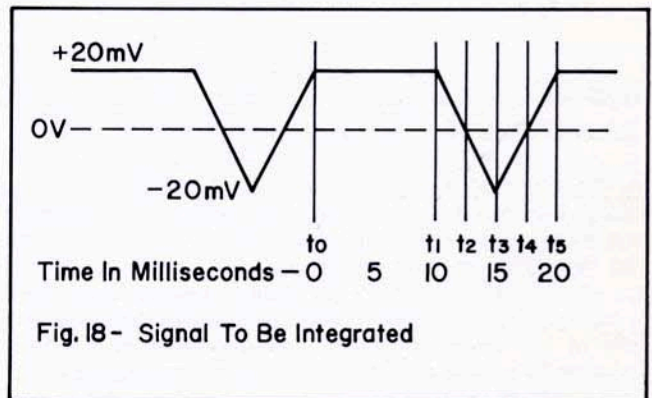 +20mV
0V
-20mV
to t1 t2 t3 t4 t5
Time In Milliseconds - 0 5 10 15 20
Fig. 18- Signal To Be Integrated